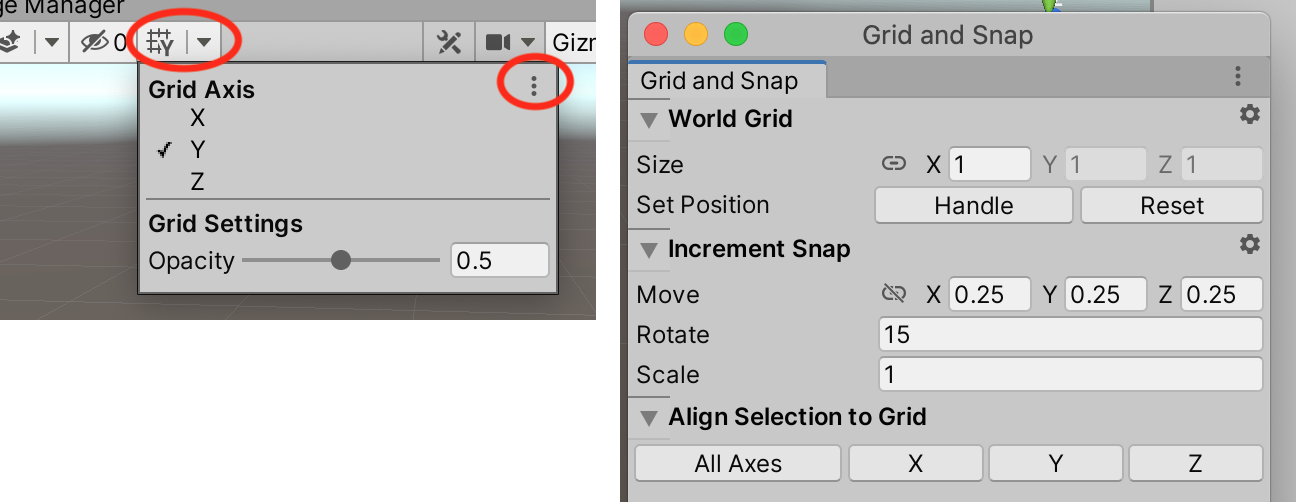 ge Manager
0
Y
Gizr
Grid Axis
X
Y
Z
Grid Settings
Opacity 0.5
Grid and Snap
Grid and Snap
World Grid
Size X 1 Y 1 Z 1
Set Position Handle Reset
Increment Snap
Move X 0.25 Y 0.25 Z 0.25
Rotate 15
Scale 1
Align Selection to Grid
All Axes X Y Z